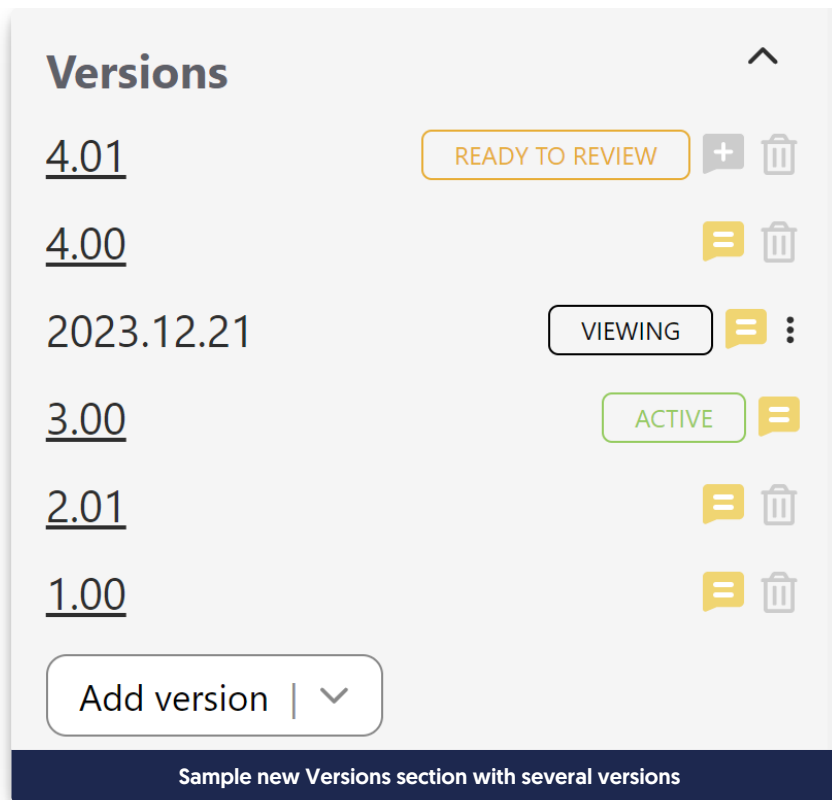 Versions
4.01 READY TO REVIEW
4.00
2023.12.21 VIEWING
3.00 ACTIVE
2.01
1.00
Add version |
Sample new Versions section with several versions